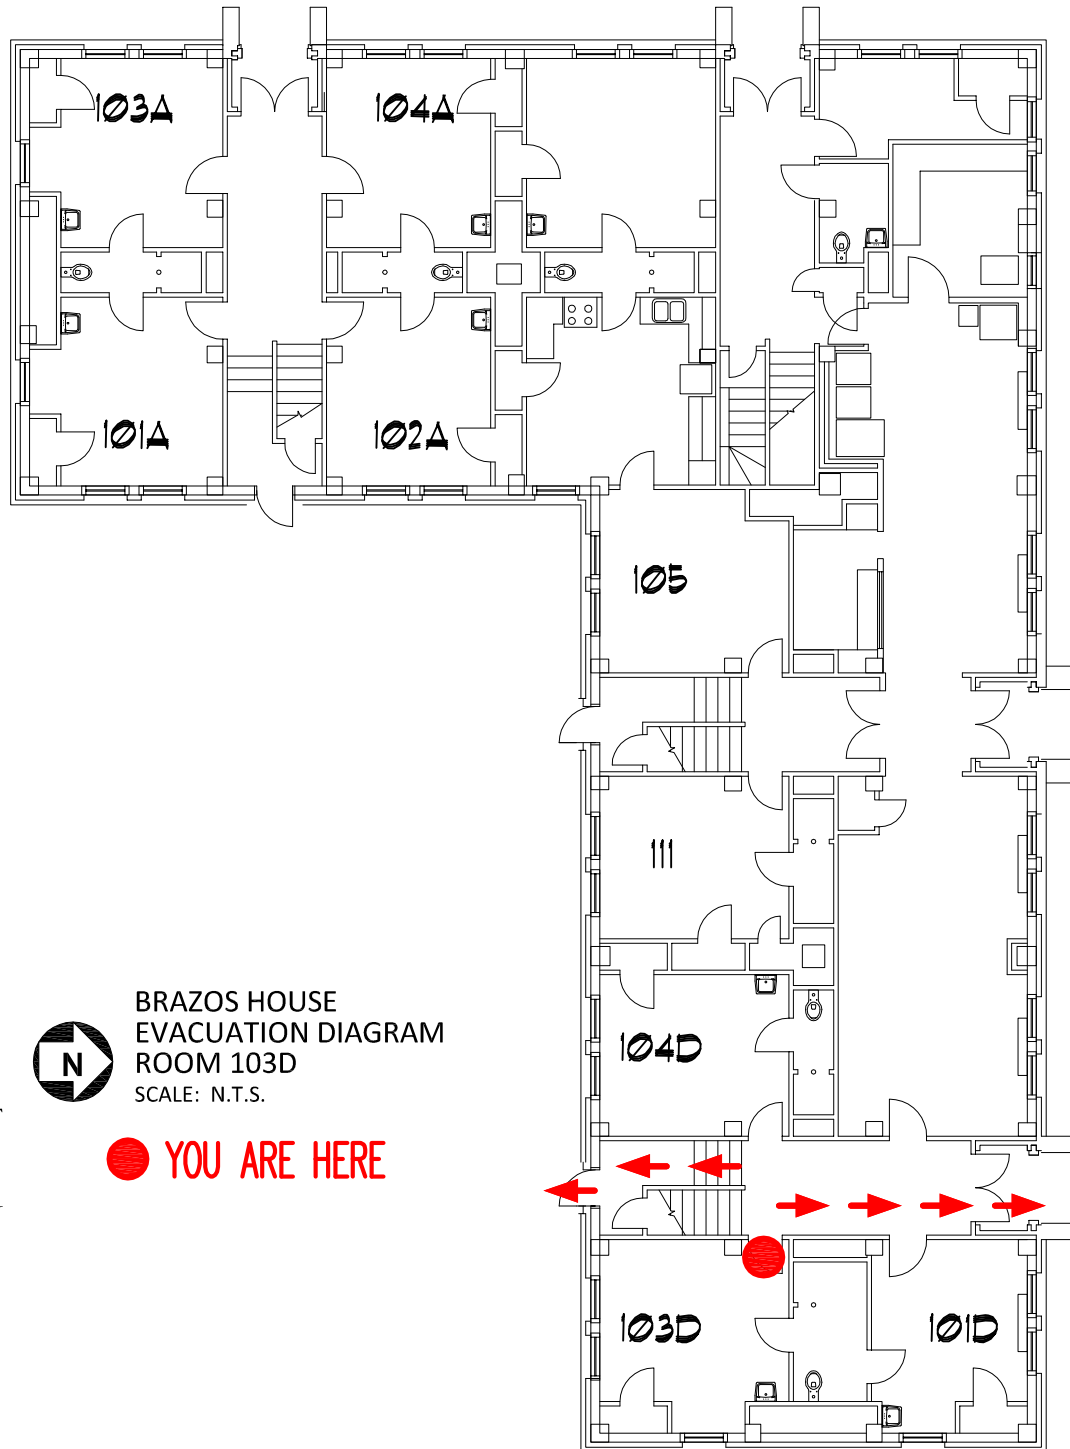 103A
104A
101A
102A
105
111
BRAZOS HOUSE
EVACUATION DIAGRAM
ROOM 103D
SCALE: N.T.S.
N
104D
YOU ARE HERE
103D
101D